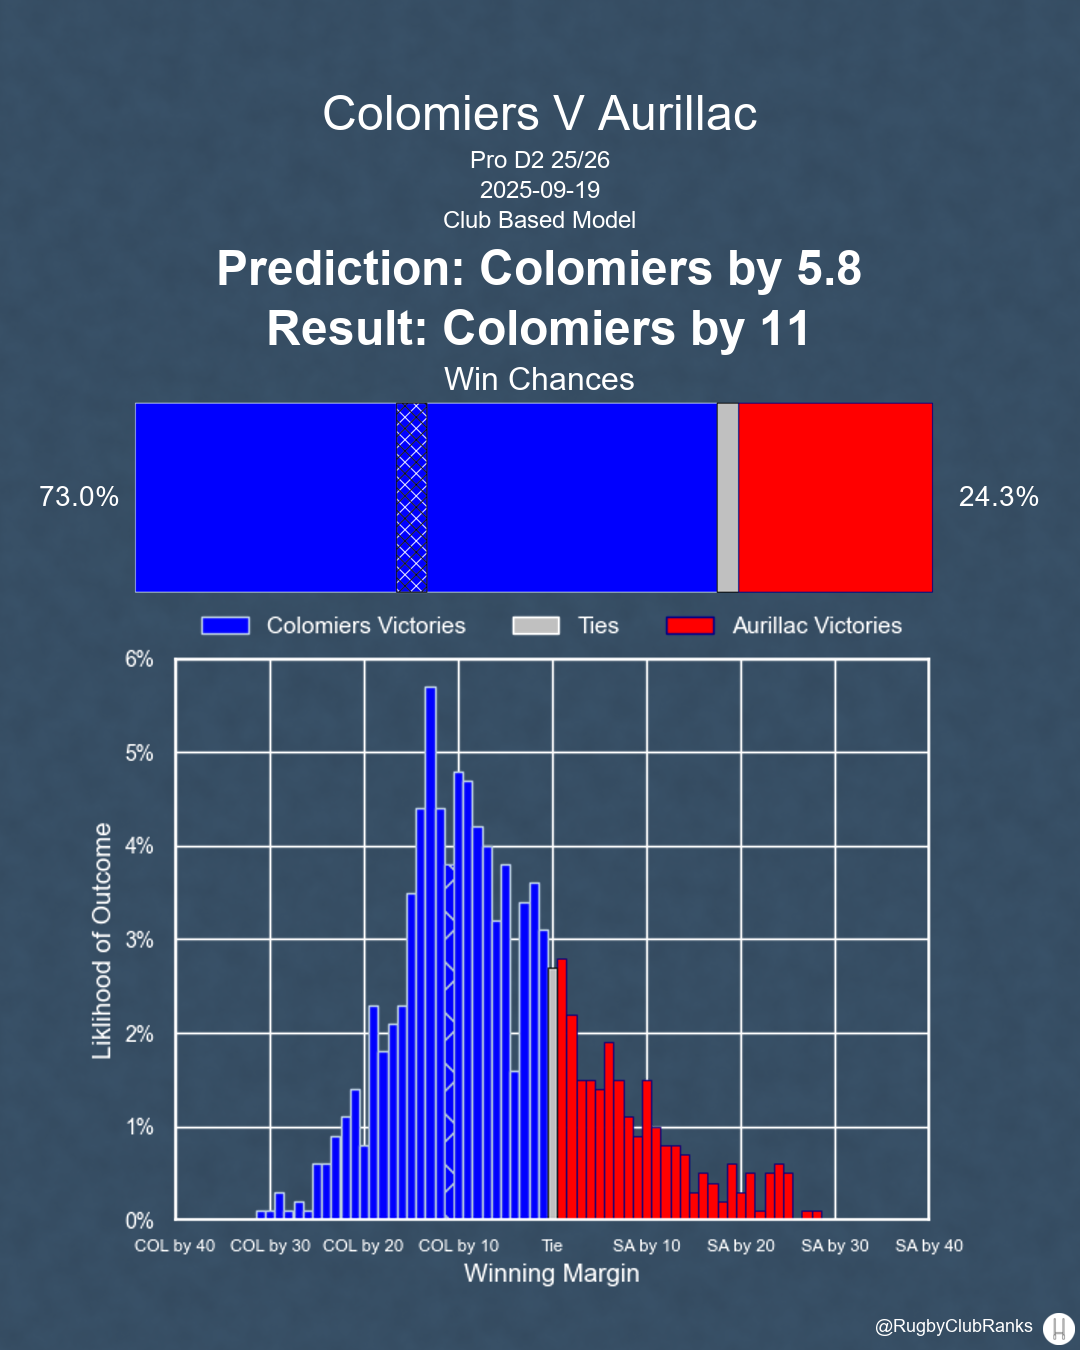 Colomiers V Aurillac
Pro D2 25/26
2025-09-19
Club Based Model
Prediction: Colomiers by 5.8
Result: Colomiers by 11
Win Chances
73.0%
24.3%
Colomiers Victories
Ties
Aurillac Victories
6%
5%
4%
3%
2%
1%
0%
Liklihood of Outcome
COL by 40
COL by 30
COL by 20
COL by 10
Tie
SA by 10
SA by 20
SA by 30
SA by 40
Winning Margin
@RugbyClubRanks